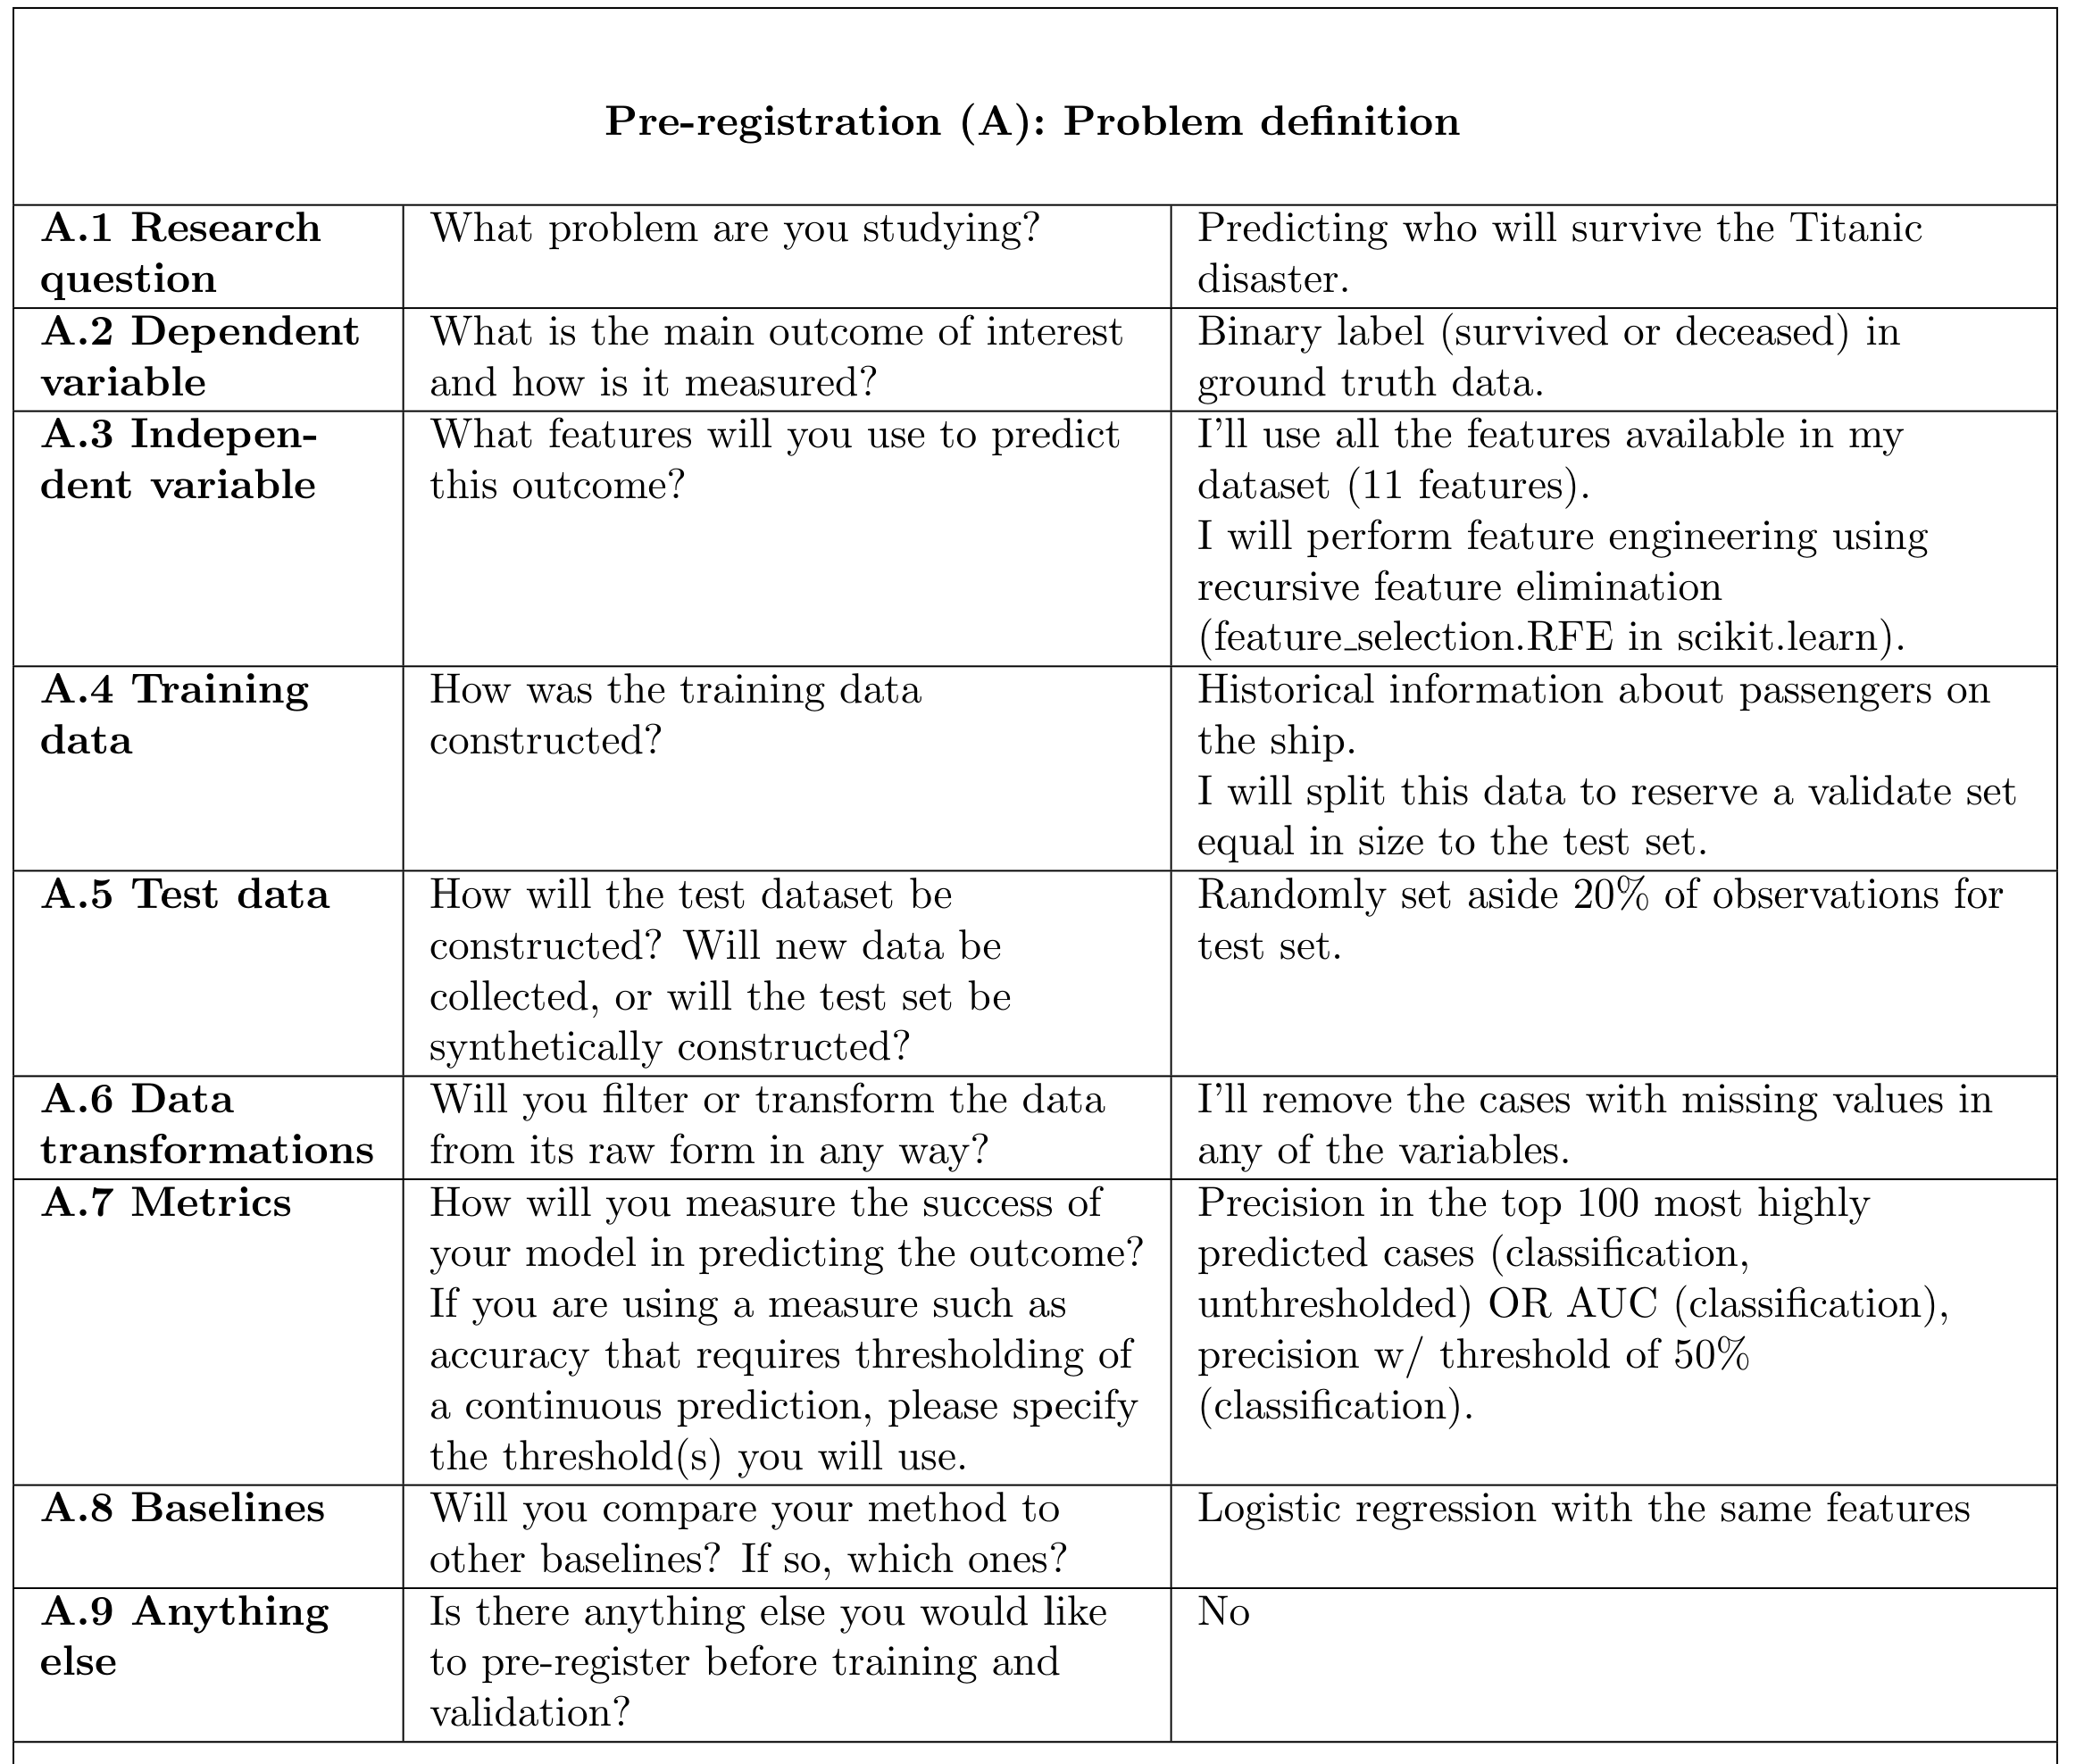 Pre-registration (A): Problem definition
A.1 Research
question
What problem are you studying?
Predicting who will survive the Titanic
disaster.
A.2 Dependent
variable
What is the main outcome of interest
and how is it measured?
Binary label (survived or deceased) in
ground truth data.
A.3 Indepen-
dent variable
What features will you use to predict
this outcome?
I'll use all the features available in my
dataset (11 features).
I will perform feature engineering using
recursive feature elimination
(feature_selection.RFE in scikit.learn).
A.4 Training
data
How was the training data
constructed?
Historical information about passengers on
the ship.
I will split this data to reserve a validate set
equal in size to the test set.
A.5 Test data
How will the test dataset be
constructed? Will new data be
collected, or will the test set be
synthetically constructed?
Randomly set aside 20% of observations for
test set.
A.6 Data
transformations
Will you filter or transform the data
from its raw form in any way?
I'll remove the cases with missing values in
any of the variables.
A.7 Metrics
How will you measure the success of
your model in predicting the outcome?
If you are using a measure such as
accuracy that requires thresholding of
a continuous prediction, please specify
the threshold(s) you will use.
Precision in the top 100 most highly
predicted cases (classification,
unthresholded) OR AUC (classification),
precision w/ threshold of 50%
(classification).
A.8 Baselines
Will you compare your method to
other baselines? If so, which ones?
Logistic regression with the same features
A.9 Anything
else
Is there anything else you would like
to pre-register before training and
validation?
No